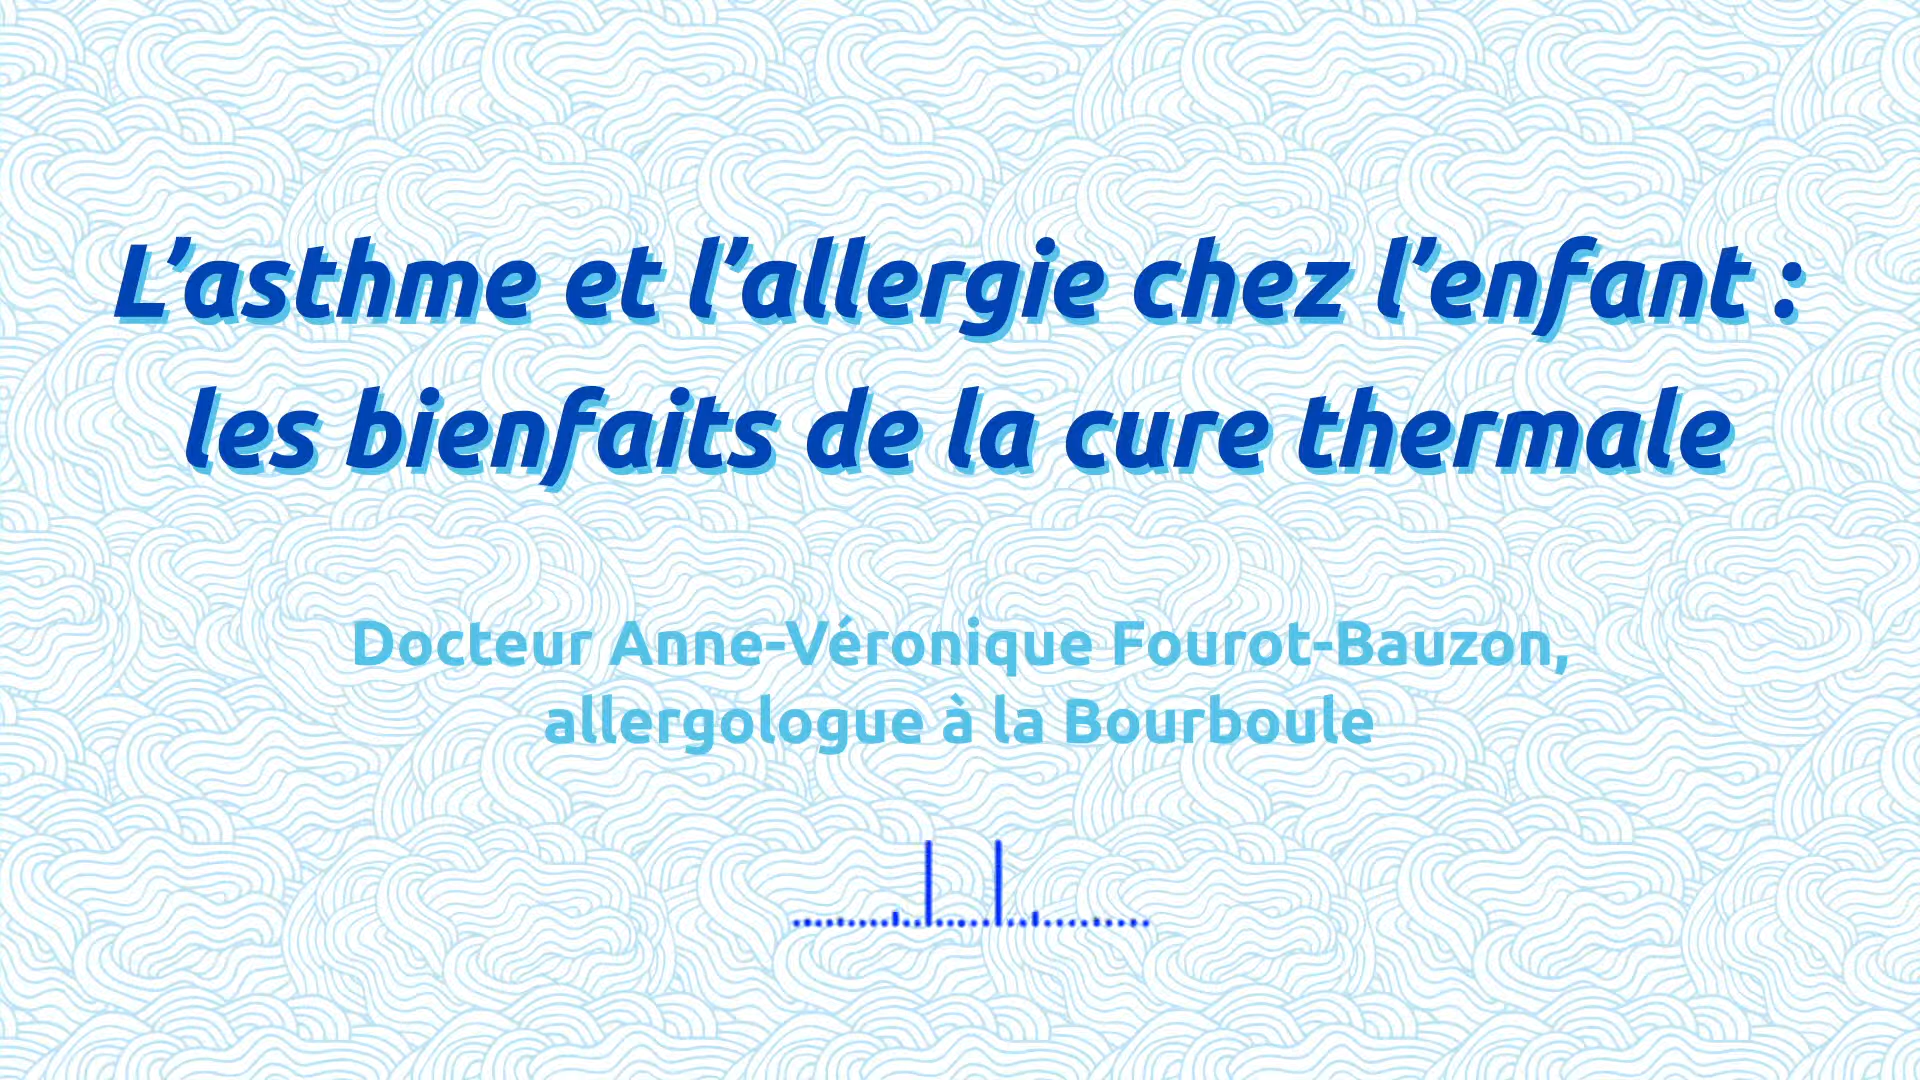 L’asthme et l’allergie chez l’enfant :
les bienfaits de la cure thermale
Docteur Anne-Véronique Fourot-Bauzon,
allergologue à la Bourboule